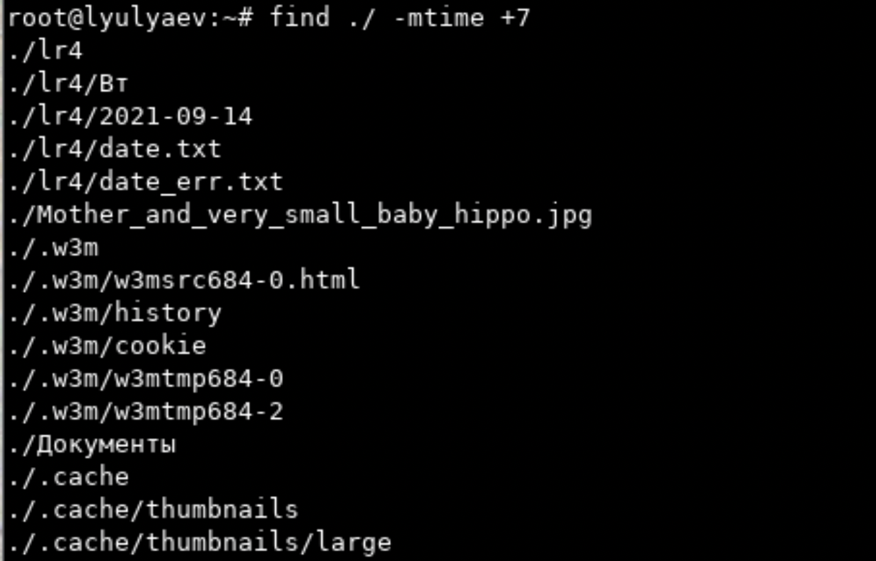 root@lyulyaev:~# find ./ -mtime +7
./lr4
./lr4/Вт
./lr4/2021-09-14
./lr4/date.txt
./lr4/date_err.txt
./Mother_and_very_small_baby_hippo.jpg
./.w3m
./.w3m/w3msrc684-0.html
./.w3m/history
./.w3m/cookie
./.w3m/w3mtmp684-0
./.w3m/w3mtmp684-2
./Документы
./.cache
./.cache/thumbnails
./.cache/thumbnails/large